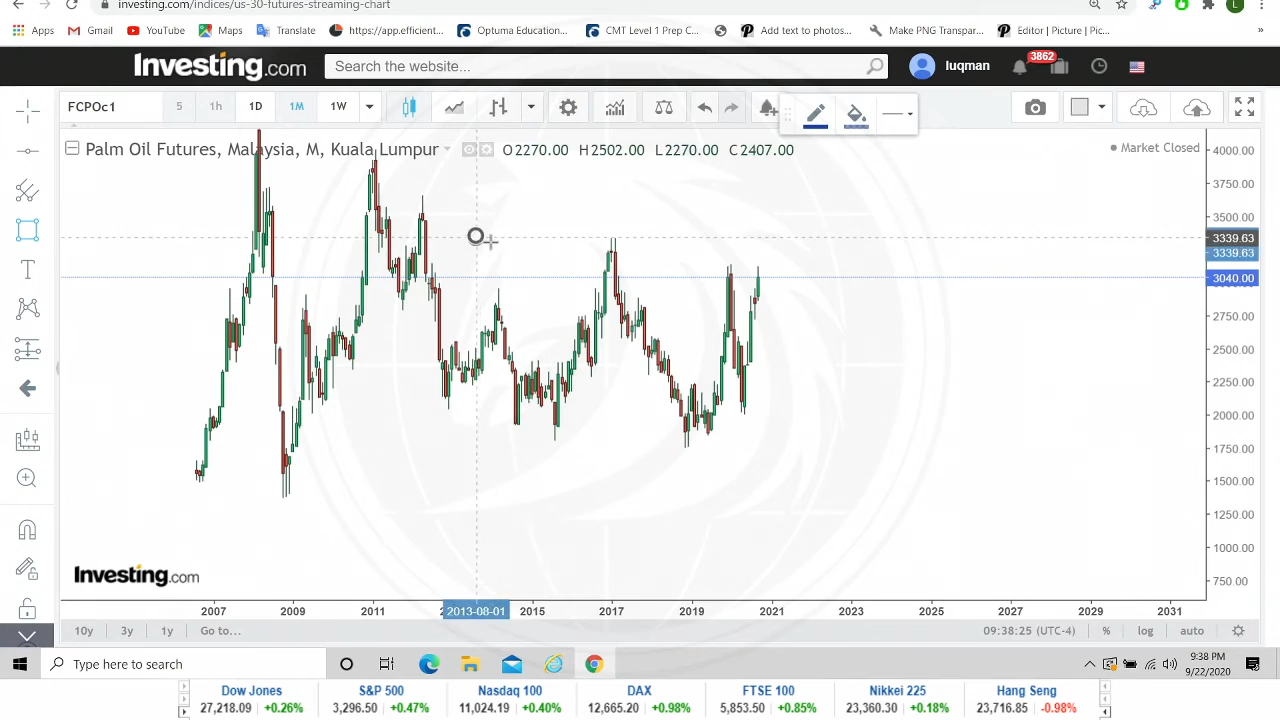 investing.com/indices/us-30-futures-streaming-chart
L
Apps Gmail YouTube Maps Translate https://app.efficient... Optuma Education... CMT Level 1 Prep C... Add text to photos... Make PNG Transpar... Editor | Picture | Pic... »
Investing.com Search the website... luqman 3862
FCPOc1 5 1h 1D 1M 1W
Palm Oil Futures, Malaysia, M, Kuala Lumpur O2270.00 H2502.00 L2270.00 C2407.00
Market Closed
4000.00
3750.00
3500.00
3339.63
3339.63
3040.00
2750.00
2500.00
2250.00
2000.00
1750.00
1500.00
1250.00
1000.00
750.00
Investing.com
2007 2009 2011 2013-08-01 2015 2017 2019 2021 2023 2025 2027 2029 2031
10y 3y 1y Go to... 09:38:25 (UTC-4) % log auto
Type here to search 9:38 PM
9/22/2020
Dow Jones S&P 500 Nasdaq 100 DAX FTSE 100 Nikkei 225 Hang Seng
27,218.09 +0.26% 3,296.50 +0.47% 11,024.19 +0.40% 12,665.20 +0.98% 5,853.50 +0.85% 23,360.30 +0.18% 23,716.85 -0.98%